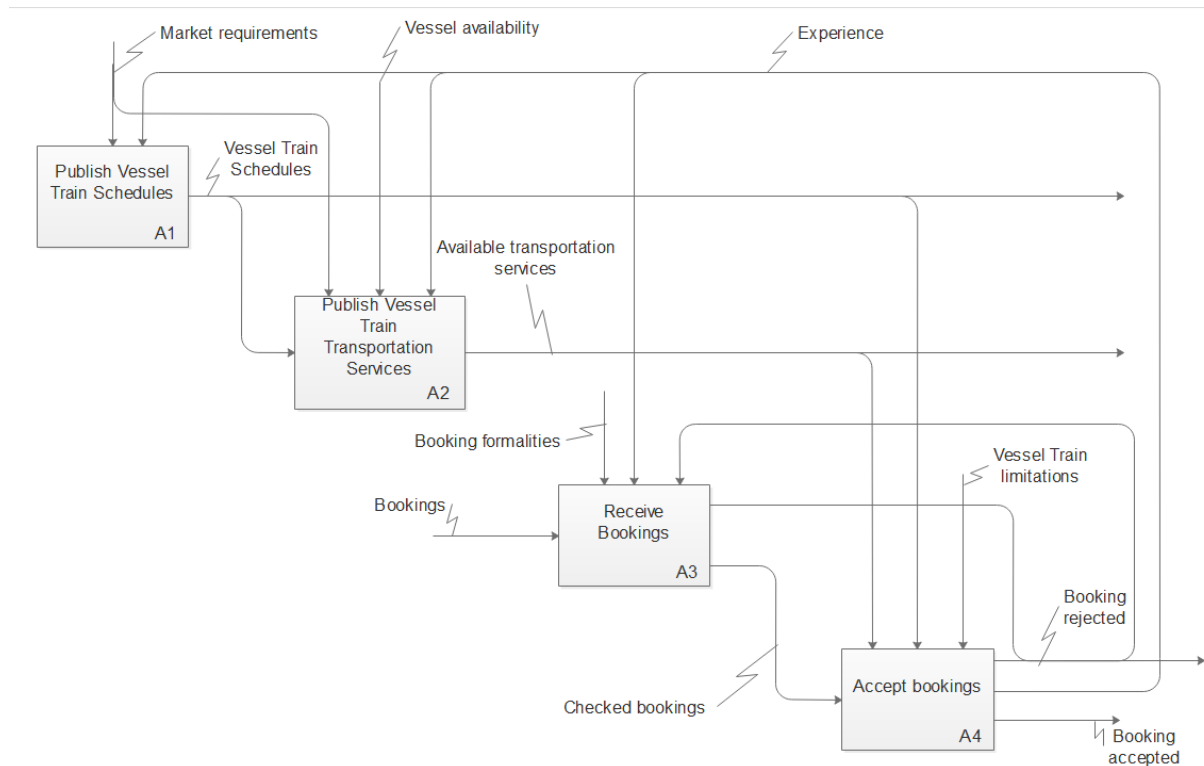 Market requirements
Vessel availability
Experience
Publish Vessel
Train Schedules
A1
Vessel Train
Schedules
Available transportation
services
Publish Vessel
Train
Transportation
Services
A2
Booking formalities
Vessel Train
limitations
Bookings
Receive
Bookings
A3
Booking
rejected
Accept bookings
A4
Checked bookings
Booking
accepted